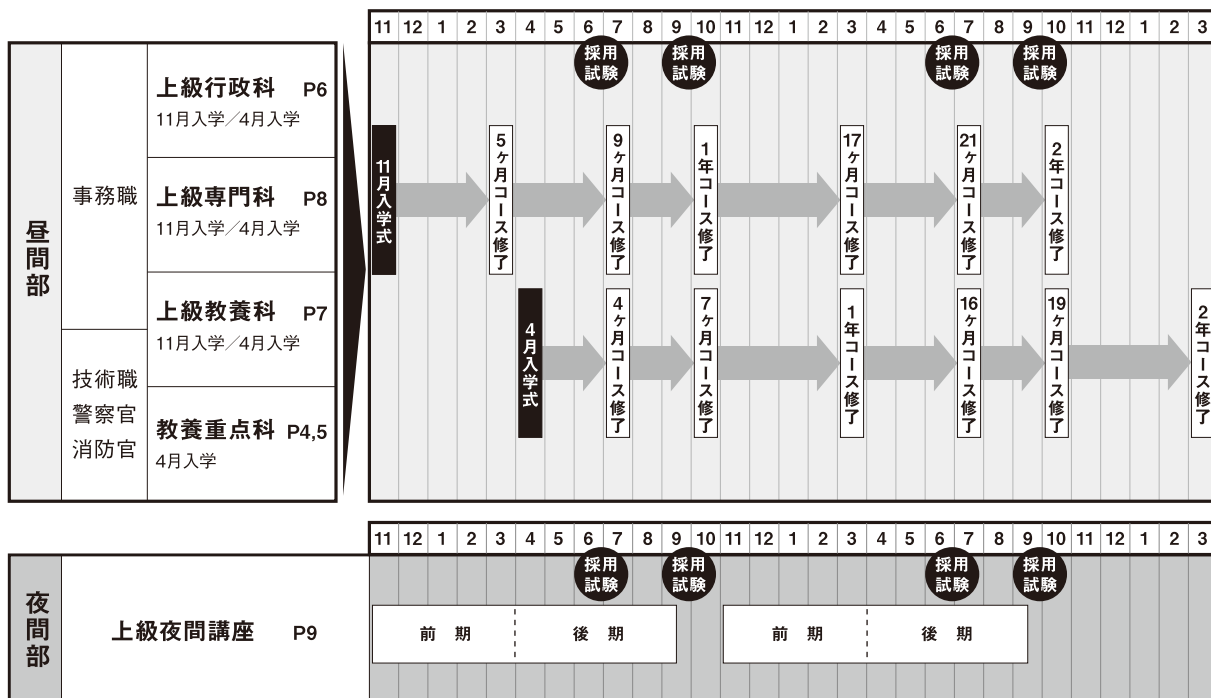 11 12 1 2 3 4 5 6 7 8 9 10 11 12 1 2 3 4 5 6 7 8 9 10 11 12 1 2 3
採用
試験
採用
試験
採用
試験
採用
試験
昼間部
事務職
技術職
警察官
消防官
上級行政科 P6
11月入学／4月入学
上級専門科 P8
11月入学／4月入学
上級教養科 P7
11月入学／4月入学
教養重点科 P4,5
4月入学
11月入学式
5ヶ月コース修了
9ヶ月コース修了
1年コース修了
17ヶ月コース修了
21ヶ月コース修了
2年コース修了
4月入学式
4ヶ月コース修了
7ヶ月コース修了
1年コース修了
16ヶ月コース修了
19ヶ月コース修了
2年コース修了
11 12 1 2 3 4 5 6 7 8 9 10 11 12 1 2 3 4 5 6 7 8 9 10 11 12 1 2 3
採用
試験
採用
試験
採用
試験
採用
試験
夜間部
上級夜間講座 P9
前 期
後 期
前 期
後 期